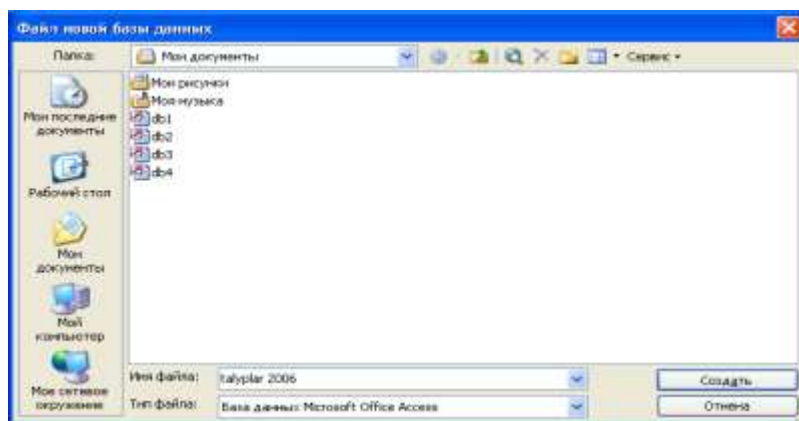 Файл новой базы данных
Папка:
Мои документы
Сервис
Мои рисунки
Моя музыка
db1
db2
db3
db4
Мои последние
документы
Рабочий стол
Мои
документы
Мой
компьютер
Мое сетевое
окружение
Имя файла:
talyplar 2006
Создать
Тип файла:
База данных Microsoft Office Access
Отмена